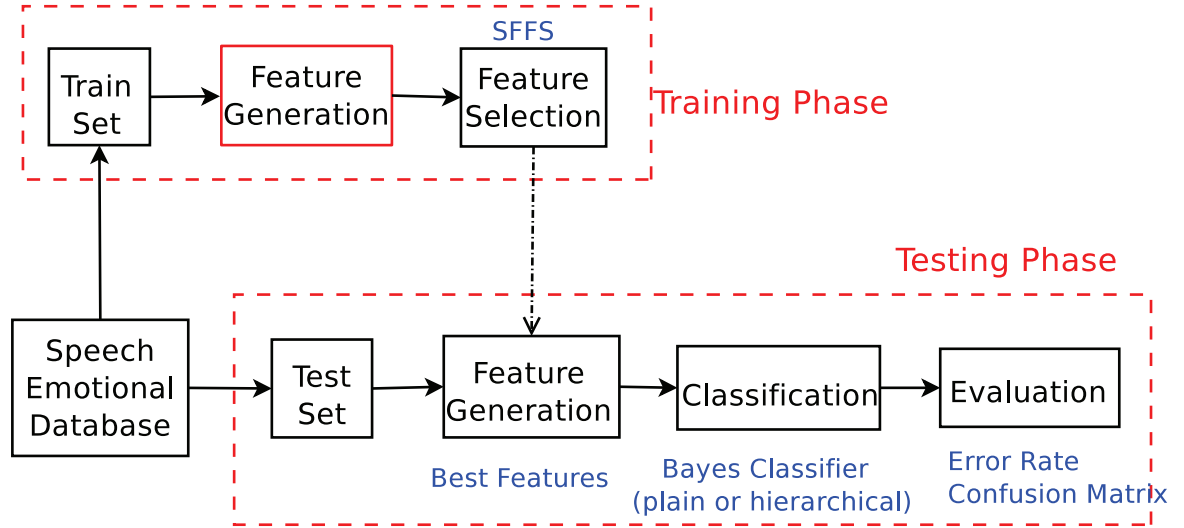 SFFS
Train
Set
Feature
Generation
Feature
Selection
Training Phase
Testing Phase
Speech
Emotional
Database
Test
Set
Feature
Generation
Classification
Evaluation
Best Features
Bayes Classifier
(plain or hierarchical)
Error Rate
Confusion Matrix